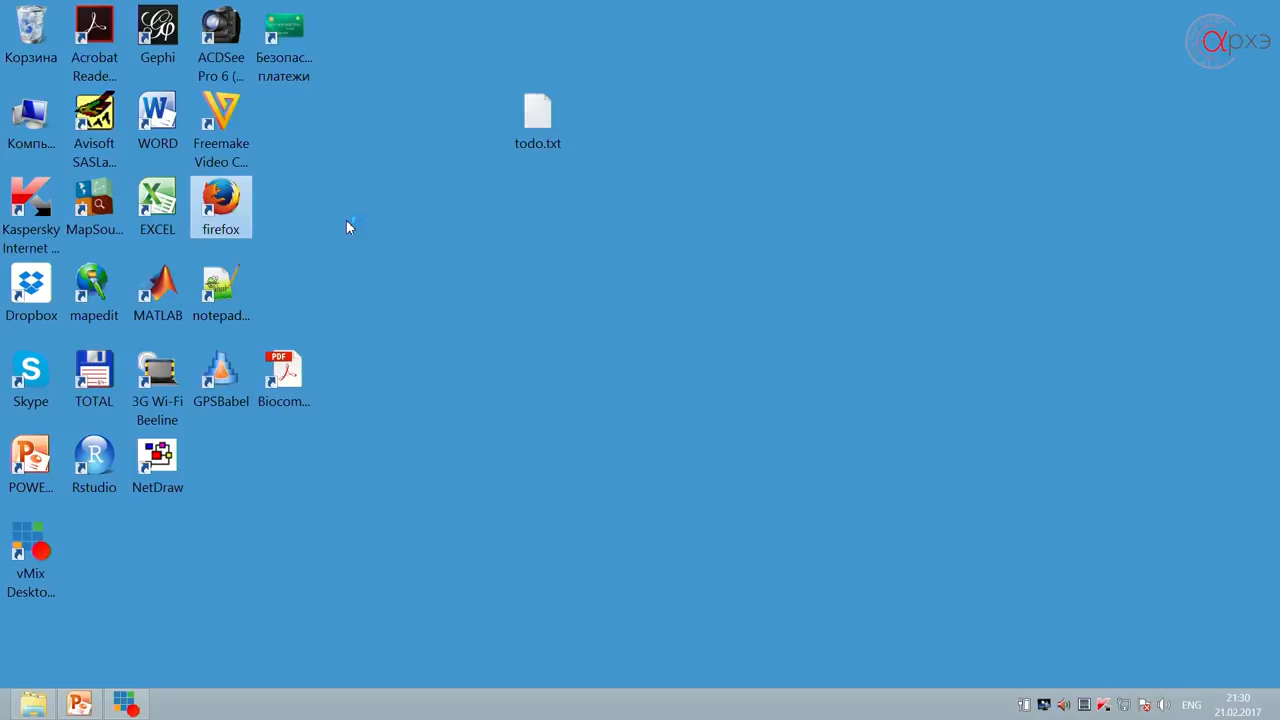 Корзина
Acrobat
Reade...
Gephi
ACDSee
Pro 6 (...
Безопас...
платежи
αрхэ
Компь...
Avisoft
SASLa...
WORD
Freemake
Video C...
todo.txt
Kaspersky
Internet ...
MapSou...
EXCEL
firefox
Dropbox
mapedit
MATLAB
notepad...
Skype
TOTAL
3G Wi-Fi
Beeline
GPSBabel
PDF
Biocom...
POWE...
Rstudio
NetDraw
vMix
Deskto...
ENG
21:30
21.02.2017